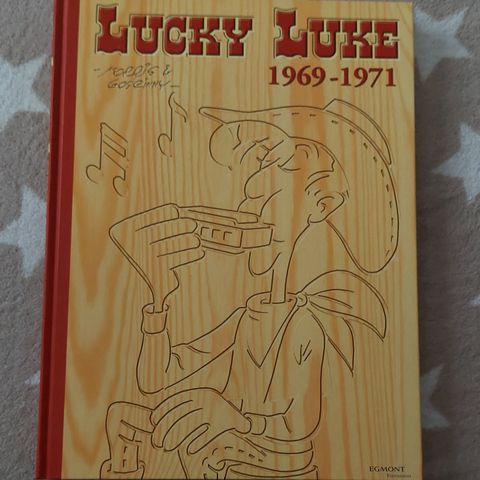 LUCKY LUKE
-MORRIS &
GOSCINNY-
1969-1971
EGMONT